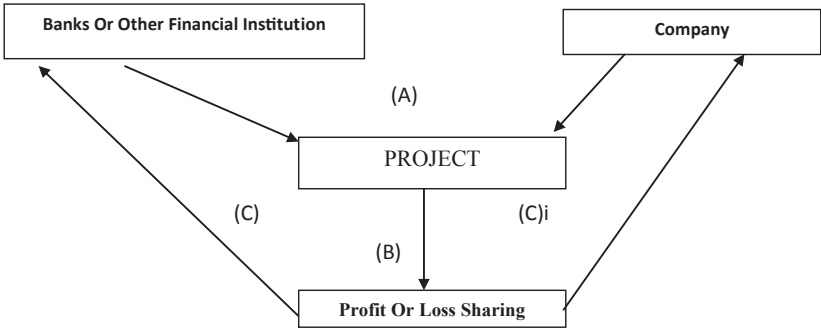 Banks Or Other Financial Institution
Company
(A)
PROJECT
(C)
(C)i
(B)
Profit Or Loss Sharing